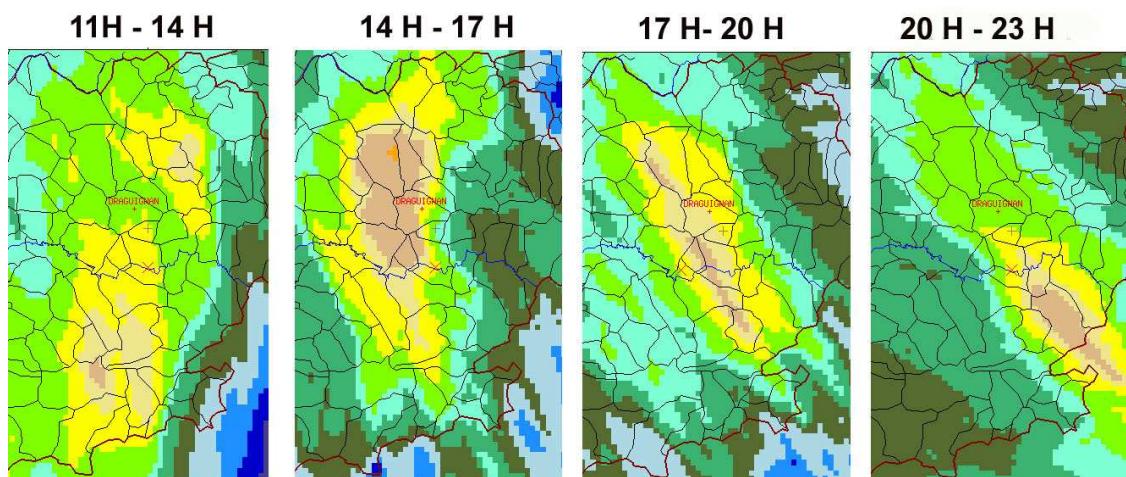 11H - 14 H
14 H - 17 H
17 H- 20 H
20 H - 23 H
DRAGUIGNAN
DRAGUIGNAN
DRAGUIGNAN
DRAGUIGNAN